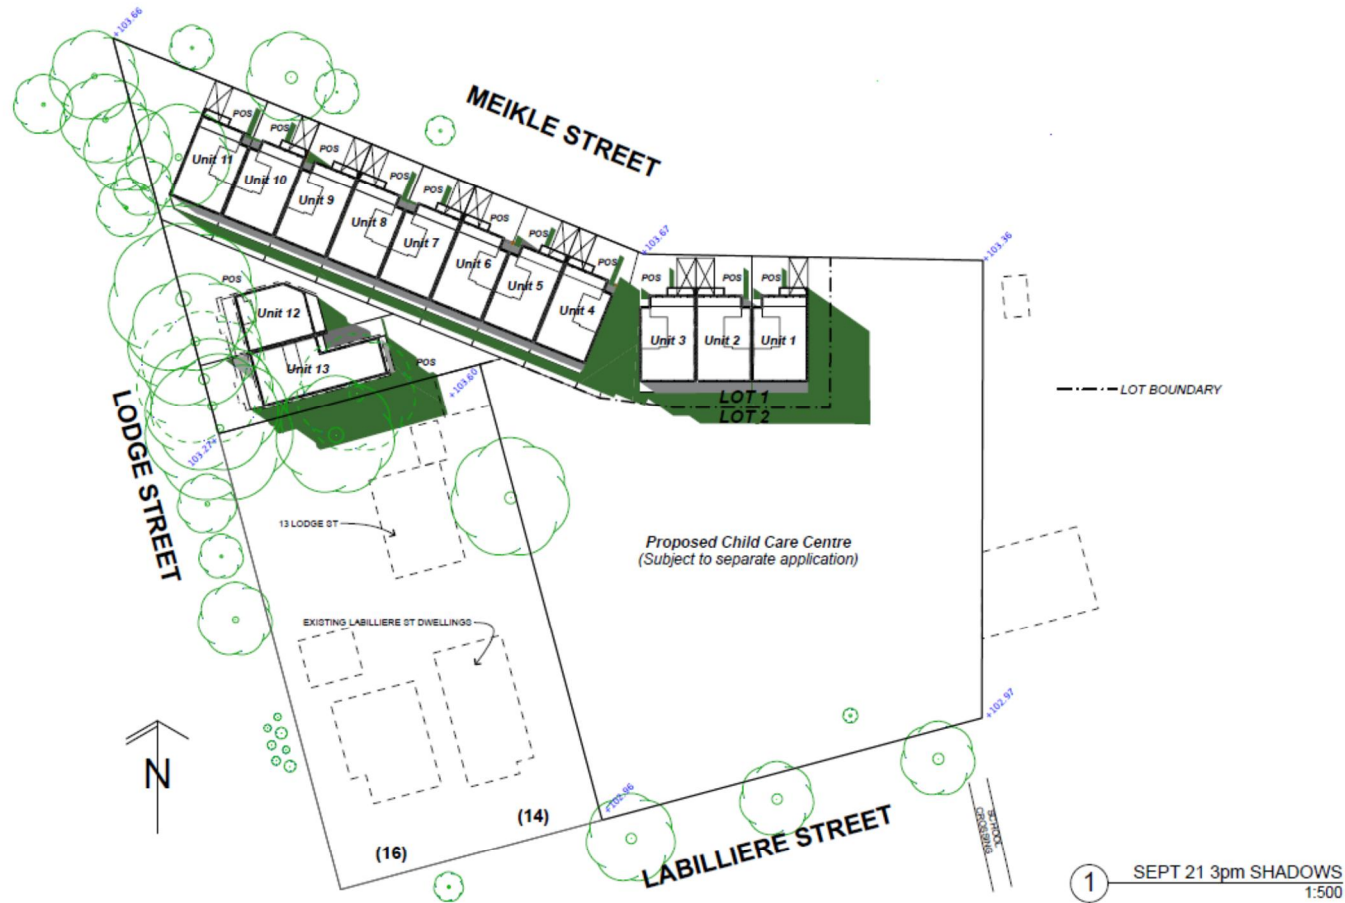 +103.66
MEIKLE STREET
POS
POS
POS
POS
POS
POS
POS
POS
Unit 11
Unit 10
Unit 9
Unit 8
Unit 7
Unit 6
Unit 5
Unit 4
+103.67
+103.36
POS
POS
POS
Unit 3
Unit 2
Unit 1
POS
Unit 12
Unit 13
POS
+103.60
LOT 1
LOT 2
LOT BOUNDARY
LODGE STREET
103.27+
13 LODGE ST
Proposed Child Care Centre
(Subject to separate application)
EXISTING LABILLIERE ST DWELLINGS
+102.97
N
+102.96
(14)
(16)
LABILLIERE STREET
SCHOOL
CROSSING
1
SEPT 21 3pm SHADOWS
1:500